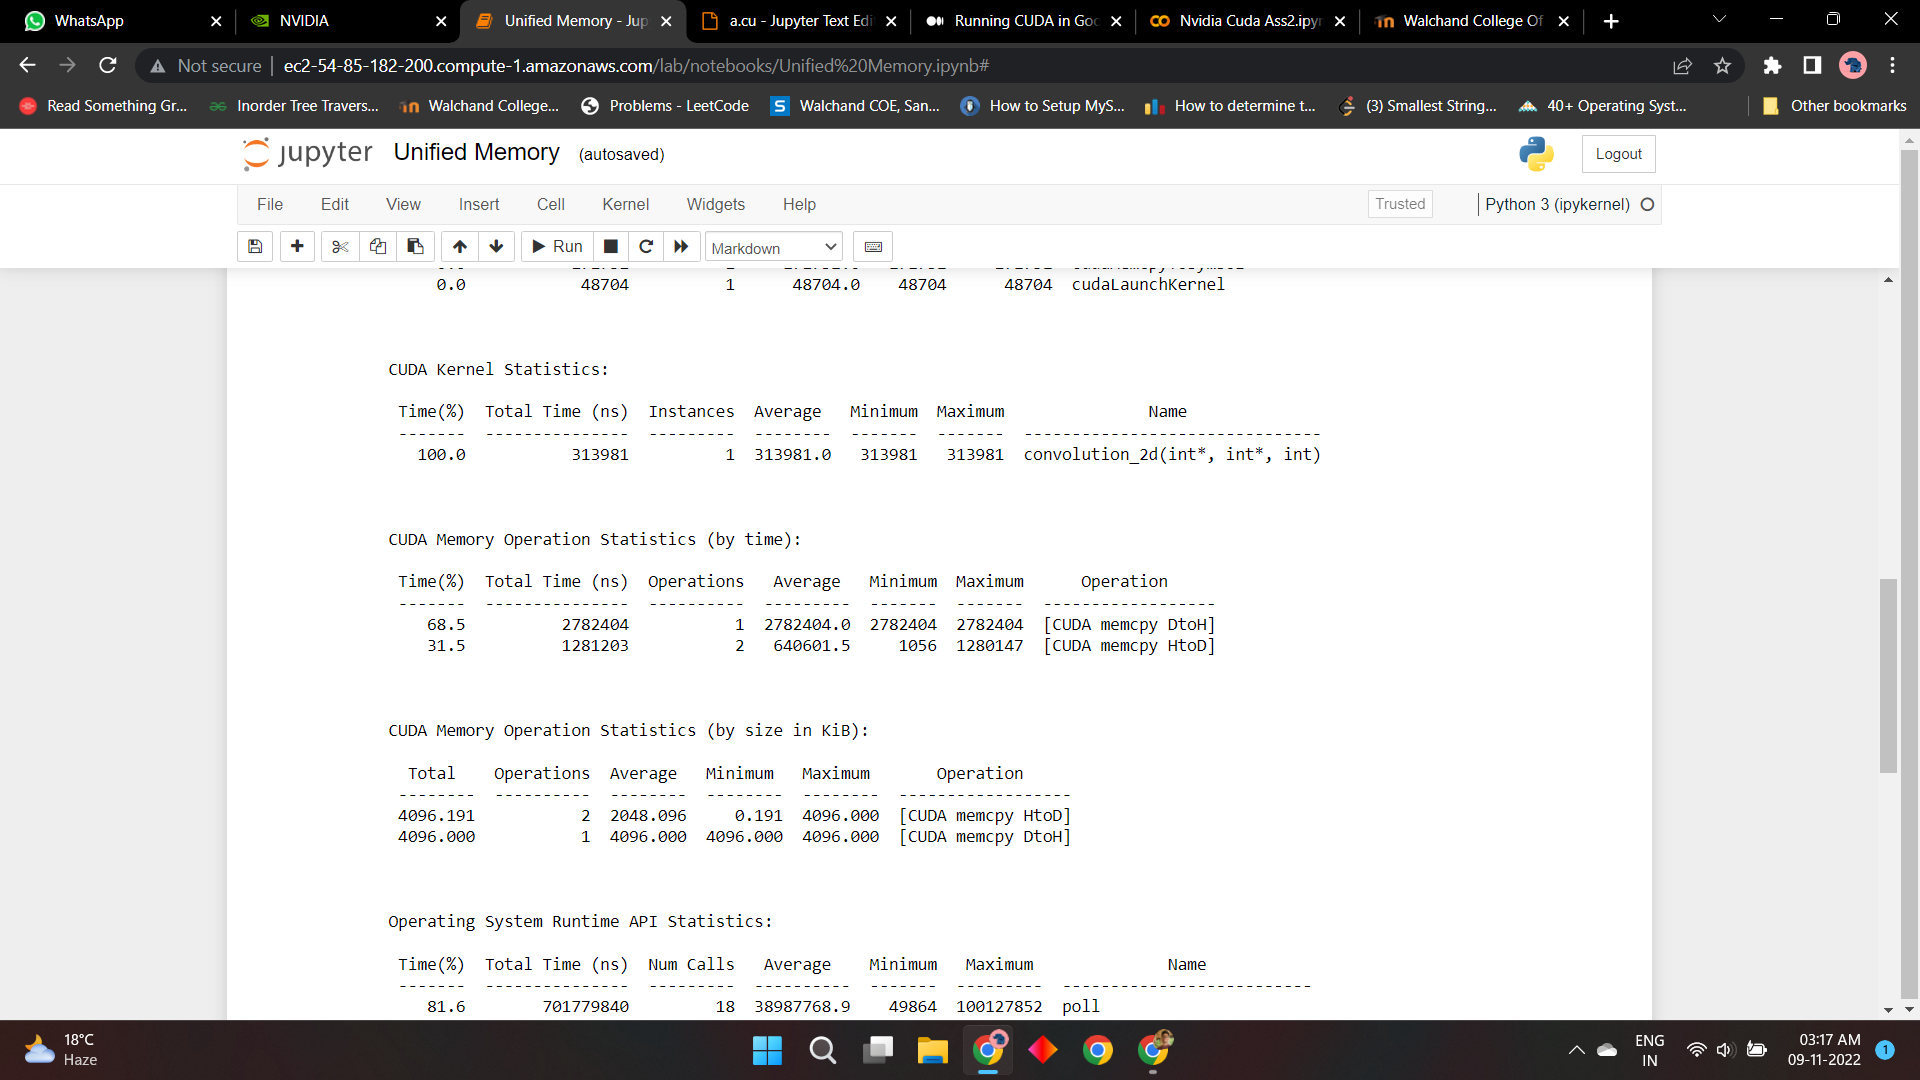 WhatsApp
NVIDIA
Unified Memory - Jup
a.cu - Jupyter Text Edi
Running CUDA in Goo
Nvidia Cuda Ass2.ipyn
Walchand College Of
Not secure ec2-54-85-182-200.compute-1.amazonaws.com/lab/notebooks/Unified%20Memory.ipynb#
Read Something Gr...
Inorder Tree Travers...
Walchand College...
Problems - LeetCode
Walchand COE, San...
How to Setup MyS...
How to determine t...
(3) Smallest String...
40+ Operating Syst...
Other bookmarks
jupyter Unified Memory (autosaved)
Logout
File Edit View Insert Cell Kernel Widgets Help
Trusted
Python 3 (ipykernel)
Run
Markdown
0.0 48704 1 48704.0 48704 48704 cudaLaunchKernel
CUDA Kernel Statistics:
Time(%) Total Time (ns) Instances Average Minimum Maximum Name
------- --------------- --------- -------- ------- ------- -------------------------------
100.0 313981 1 313981.0 313981 313981 convolution_2d(int*, int*, int)
CUDA Memory Operation Statistics (by time):
Time(%) Total Time (ns) Operations Average Minimum Maximum Operation
------- --------------- ---------- --------- ------- ------- ------------------
68.5 2782404 1 2782404.0 2782404 2782404 [CUDA memcpy DtoH]
31.5 1281203 2 640601.5 1056 1280147 [CUDA memcpy HtoD]
CUDA Memory Operation Statistics (by size in KiB):
Total Operations Average Minimum Maximum Operation
-------- ---------- -------- -------- -------- ------------------
4096.191 2 2048.096 0.191 4096.000 [CUDA memcpy HtoD]
4096.000 1 4096.000 4096.000 4096.000 [CUDA memcpy DtoH]
Operating System Runtime API Statistics:
Time(%) Total Time (ns) Num Calls Average Minimum Maximum Name
------- --------------- --------- ---------- ------- --------- --------------------------
81.6 701779840 18 38987768.9 49864 100127852 poll
18°C
Haze
ENG
IN
03:17 AM
09-11-2022
1